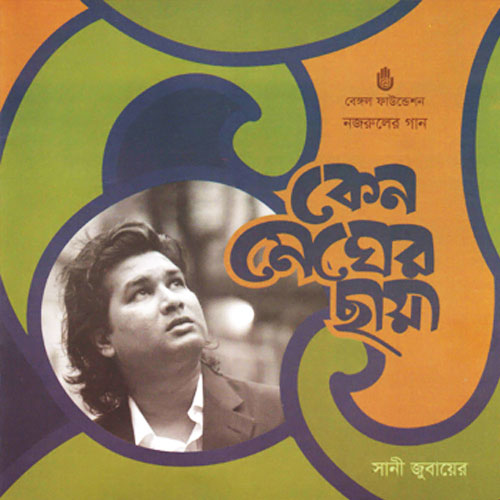 বেঙ্গল ফাউন্ডেশন
নজরুলের গান
কেন
মেঘের
ছায়া
সানী জুবায়ের